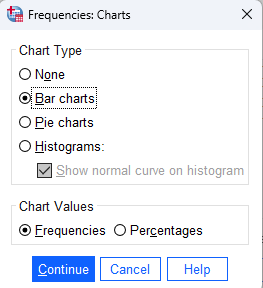 Frequencies: Charts
Chart Type
None
Bar charts
Pie charts
Histograms:
Show normal curve on histogram
Chart Values
Frequencies Percentages
Continue Cancel Help